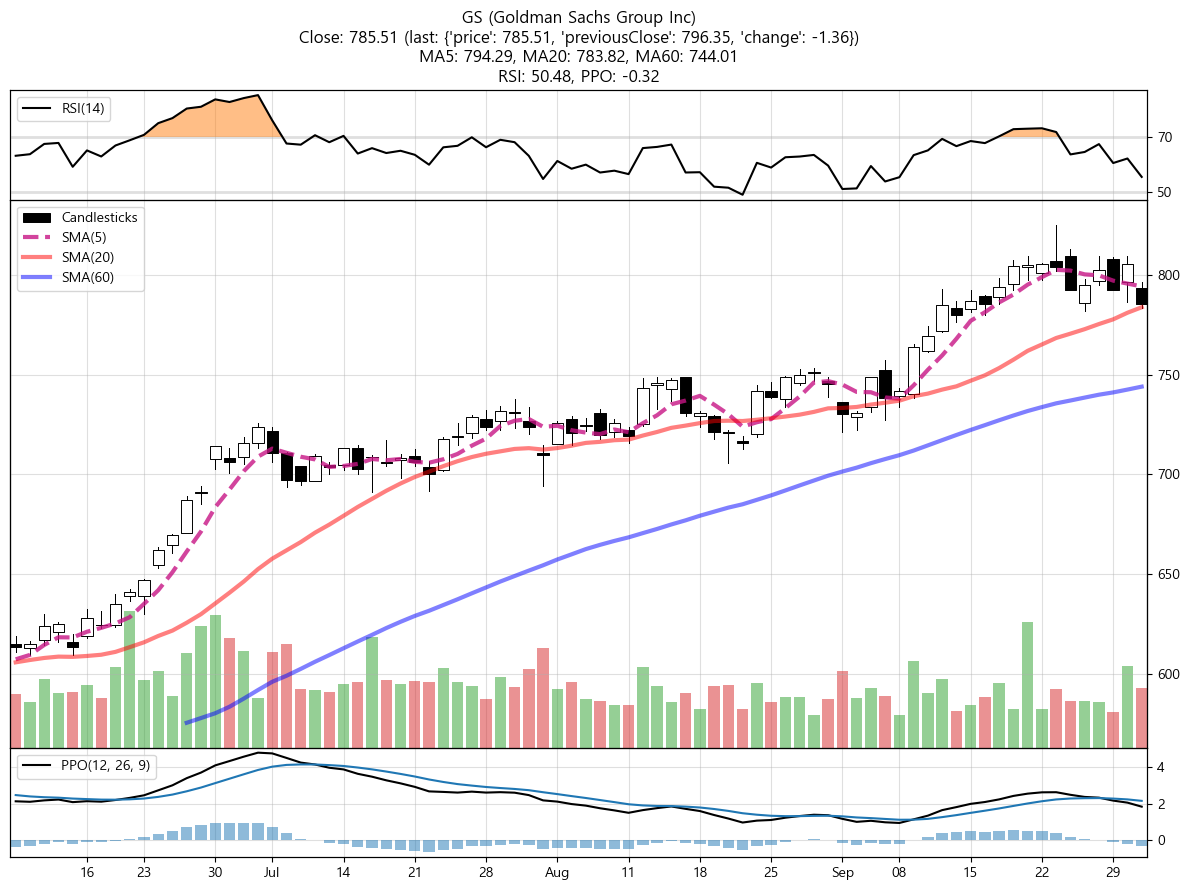 GS (Goldman Sachs Group Inc)
Close: 785.51 (last: {'price': 785.51, 'previousClose': 796.35, 'change': -1.36})
MA5: 794.29, MA20: 783.82, MA60: 744.01
RSI: 50.48, PPO: -0.32
RSI(14)
70
50
Candlesticks
SMA(5)
SMA(20)
SMA(60)
800
750
700
650
600
PPO(12, 26, 9)
4
2
0
16 23 30 Jul 14 21 28 Aug 11 18 25 Sep 08 15 22 29